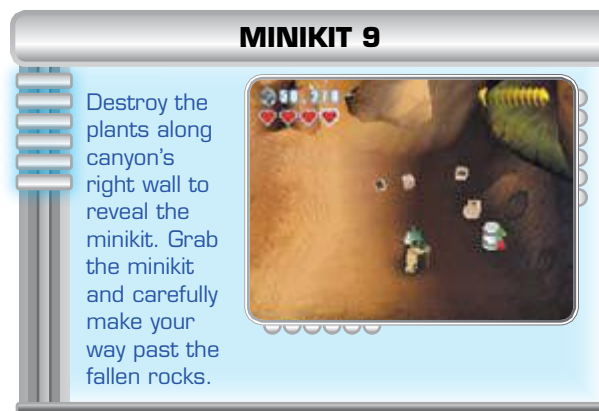 MINIKIT 9
Destroy the
plants along
canyon's
right wall to
reveal the
minikit. Grab
the minikit
and carefully
make your
way past the
fallen rocks.